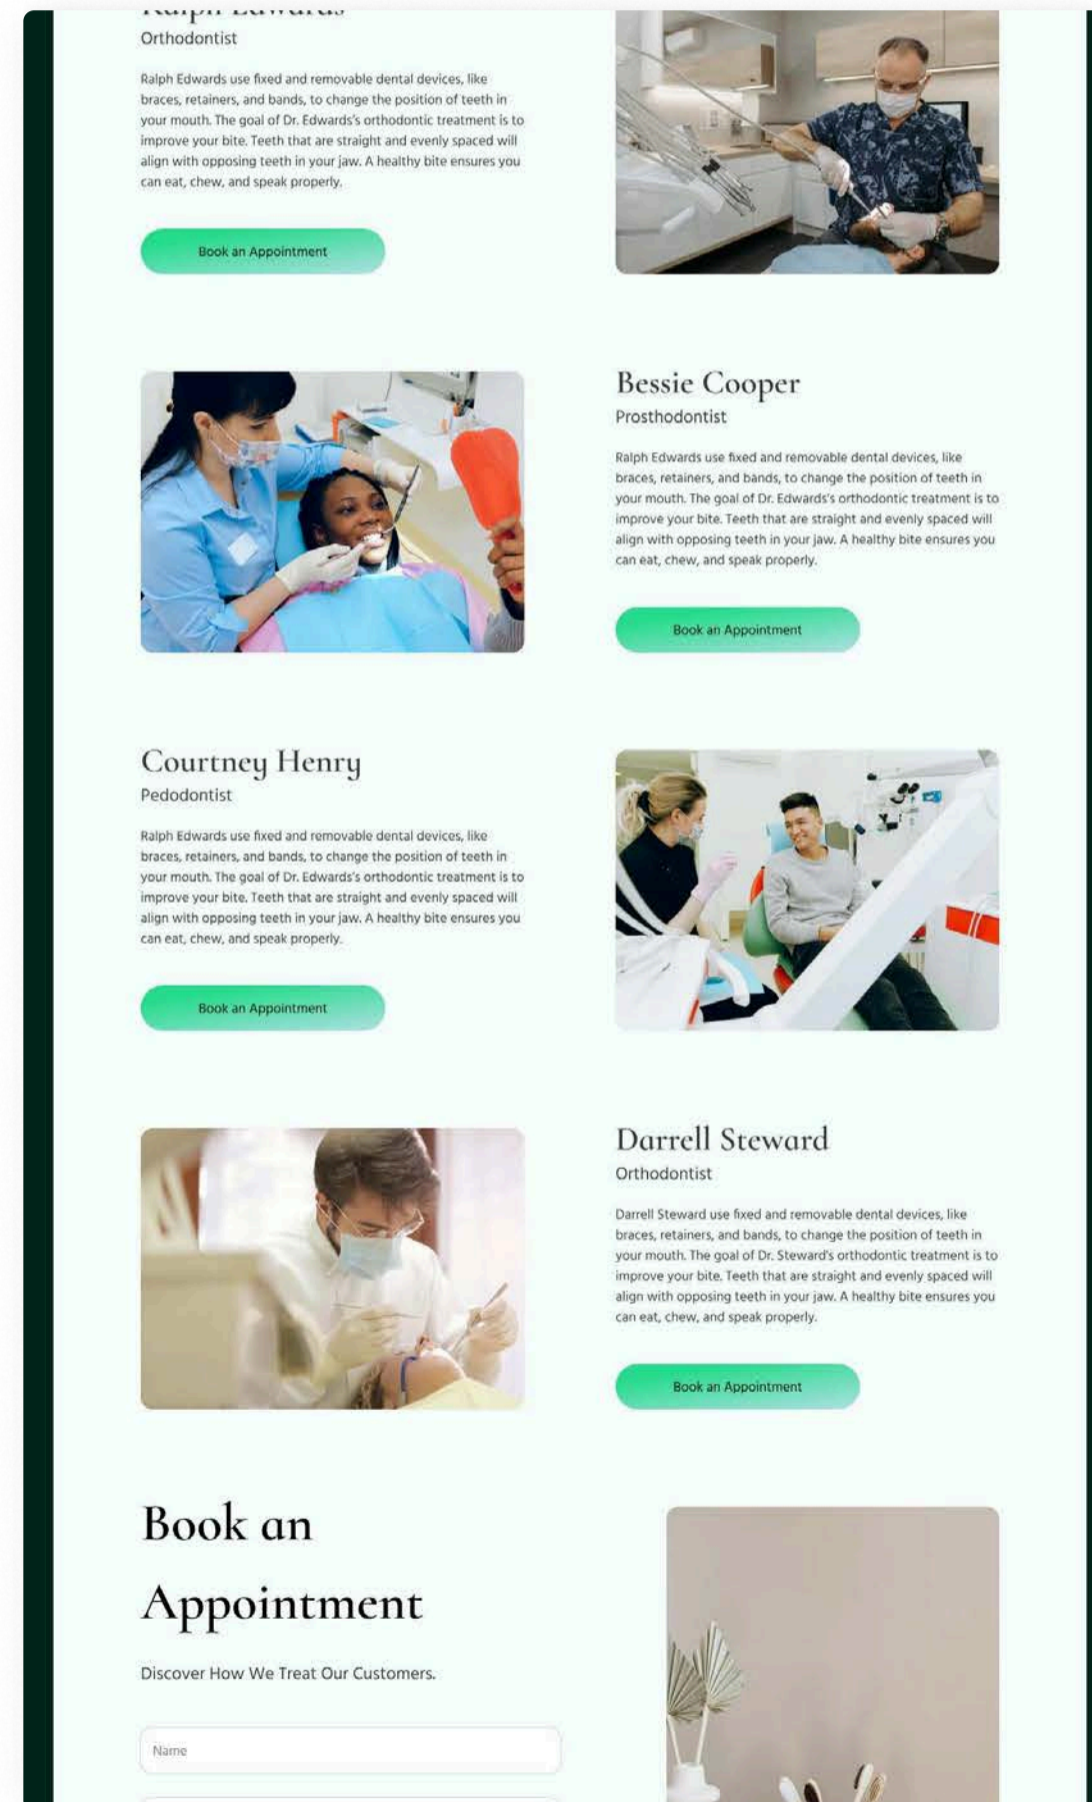 Ralph Edwards
Orthodontist
Ralph Edwards use fixed and removable dental devices, like
braces, retainers, and bands, to change the position of teeth in
your mouth. The goal of Dr. Edwards's orthodontic treatment is to
improve your bite. Teeth that are straight and evenly spaced will
align with opposing teeth in your jaw. A healthy bite ensures you
can eat, chew, and speak properly.
Book an Appointment
Bessie Cooper
Prosthodontist
Ralph Edwards use fixed and removable dental devices, like
braces, retainers, and bands, to change the position of teeth in
your mouth. The goal of Dr. Edwards's orthodontic treatment is to
improve your bite. Teeth that are straight and evenly spaced will
align with opposing teeth in your jaw. A healthy bite ensures you
can eat, chew, and speak properly.
Book an Appointment
Courtney Henry
Pedodontist
Ralph Edwards use fixed and removable dental devices, like
braces, retainers, and bands, to change the position of teeth in
your mouth. The goal of Dr. Edwards's orthodontic treatment is to
improve your bite. Teeth that are straight and evenly spaced will
align with opposing teeth in your jaw. A healthy bite ensures you
can eat, chew, and speak properly.
Book an Appointment
Darrell Steward
Orthodontist
Darrell Steward use fixed and removable dental devices, like
braces, retainers, and bands, to change the position of teeth in
your mouth. The goal of Dr. Steward's orthodontic treatment is to
improve your bite. Teeth that are straight and evenly spaced will
align with opposing teeth in your jaw. A healthy bite ensures you
can eat, chew, and speak properly.
Book an Appointment
Book an
Appointment
Discover How We Treat Our Customers.
Name